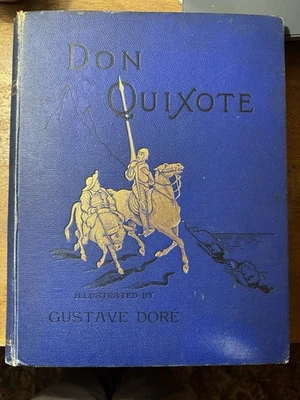 DON
QUIXOTE
ILLUSTRATED BY
GUSTAVE DORÉ